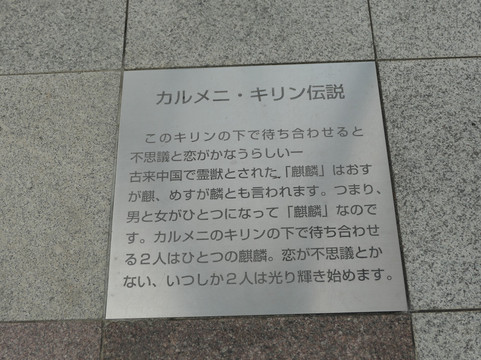 カルメニ・キリン伝説
このキリンの下で待ち合わせると
不思議と恋がかなうらしいー
古来中国で霊獣とされた「麒麟」はおす
が麒、めすが麟とも言われます。つまり、
男と女がひとつになって「麒麟」なので
す。カルメニのキリンの下で待ち合わせ
る2人はひとつの麒麟。恋が不思議とか
ない、いつしか2人は光り輝き始めます。